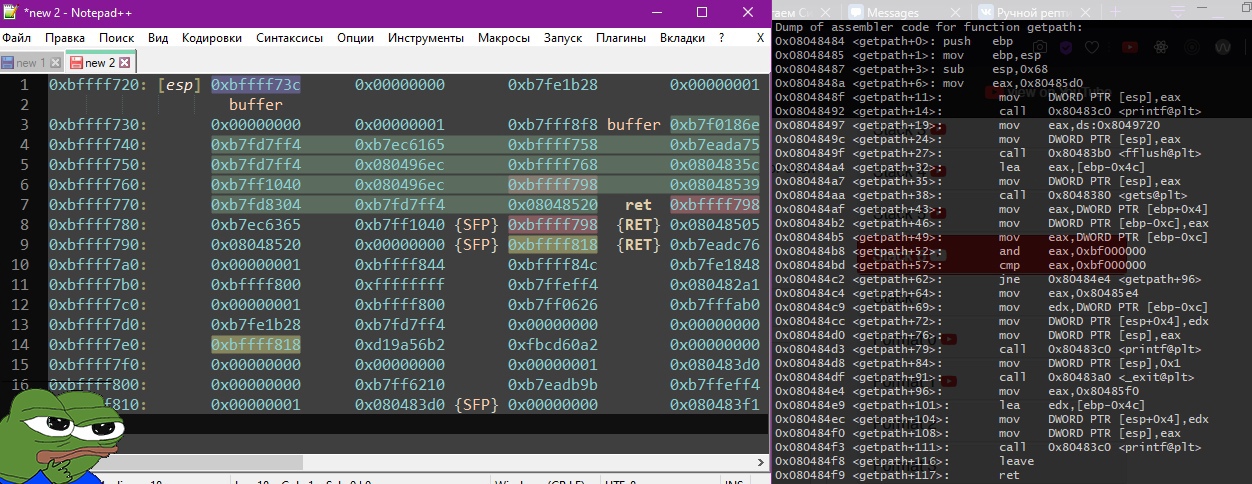 *new 2 - Notepad++
Файл Правка Поиск Вид Кодировки Синтаксисы Опции Инструменты Макросы Запуск Плагины Вкладки ? X
new 1 new 2
1 0xbffff720: [esp] 0xbffff73c 0x00000000 0xb7fe1b28 0x00000001
2 buffer
3 0xbffff730: 0x00000000 0x00000001 0xb7fff8f8 buffer 0xb7f0186e
4 0xbffff740: 0xb7fd7ff4 0xb7ec6165 0xbffff758 0xb7eada75
5 0xbffff750: 0xb7fd7ff4 0x080496ec 0xbffff768 0x0804835c
6 0xbffff760: 0xb7ff1040 0x080496ec 0xbffff798 0x08048539
7 0xbffff770: 0xb7fd8304 0xb7fd7ff4 0x08048520 ret 0xbffff798
8 0xbffff780: 0xb7ec6365 0xb7ff1040 {SFP} 0xbffff798 {RET} 0x08048505
9 0xbffff790: 0x08048520 0x00000000 {SFP} 0xbffff818 {RET} 0xb7eadc76
10 0xbffff7a0: 0x00000001 0xbffff844 0xbffff84c 0xb7fe1848
11 0xbffff7b0: 0xbffff800 0xffffffff 0xb7ffeff4 0x080482a1
12 0xbffff7c0: 0x00000001 0xbffff800 0xb7ff0626 0xb7fffab0
13 0xbffff7d0: 0xb7fe1b28 0xb7fd7ff4 0x00000000 0x00000000
14 0xbffff7e0: 0xbffff818 0xd19a56b2 0xfbcd60a2 0x00000000
15 0xbffff7f0: 0x00000000 0x00000000 0x00000001 0x080483d0
16 0xbffff800: 0x00000000 0xb7ff6210 0xb7eadb9b 0xb7ffeff4
810: 0x00000001 0x080483d0 {SFP} 0x00000000 0x080483f1
Messages Ручной
Dump of assembler code for function getpath:
0x08048484 <getpath+0>: push ebp
0x08048485 <getpath+1>: mov ebp,esp
0x08048487 <getpath+3>: sub esp,0x68
0x0804848a <getpath+6>: mov eax,0x80485d0
0x0804848f <getpath+11>: mov DWORD PTR [esp],eax
0x08048492 <getpath+14>: call 0x80483c0 <printf@plt>
0x08048497 <getpath+19>: mov eax,ds:0x8049720
0x0804849c <getpath+24>: mov DWORD PTR [esp],eax
0x0804849f <getpath+27>: call 0x80483b0 <fflush@plt>
0x080484a4 <getpath+32>: lea eax,[ebp-0x4c]
0x080484a7 <getpath+35>: mov DWORD PTR [esp],eax
0x080484aa <getpath+38>: call 0x8048380 <gets@plt>
0x080484af <getpath+43>: mov eax,DWORD PTR [ebp+0x4]
0x080484b2 <getpath+46>: mov DWORD PTR [ebp-0xc],eax
0x080484b5 <getpath+49>: mov eax,DWORD PTR [ebp-0xc]
0x080484b8 <getpath+52>: and eax,0xbf000000
0x080484bd <getpath+57>: cmp eax,0xbf000000
0x080484c2 <getpath+62>: jne 0x80484e4 <getpath+96>
0x080484c4 <getpath+64>: mov eax,0x80485e4
0x080484c9 <getpath+69>: mov edx,DWORD PTR [ebp-0xc]
0x080484cc <getpath+72>: mov DWORD PTR [esp+0x4],edx
0x080484d0 <getpath+76>: mov DWORD PTR [esp],eax
0x080484d3 <getpath+79>: call 0x80483c0 <printf@plt>
0x080484d8 <getpath+84>: mov DWORD PTR [esp],0x1
0x080484df <getpath+91>: call 0x80483a0 <_exit@plt>
0x080484e4 <getpath+96>: mov eax,0x80485f0
0x080484e9 <getpath+101>: lea edx,[ebp-0x4c]
0x080484ec <getpath+104>: mov DWORD PTR [esp+0x4],edx
0x080484f0 <getpath+108>: mov DWORD PTR [esp],eax
0x080484f3 <getpath+111>: call 0x80483c0 <printf@plt>
0x080484f8 <getpath+116>: leave
0x080484f9 <getpath+117>: ret